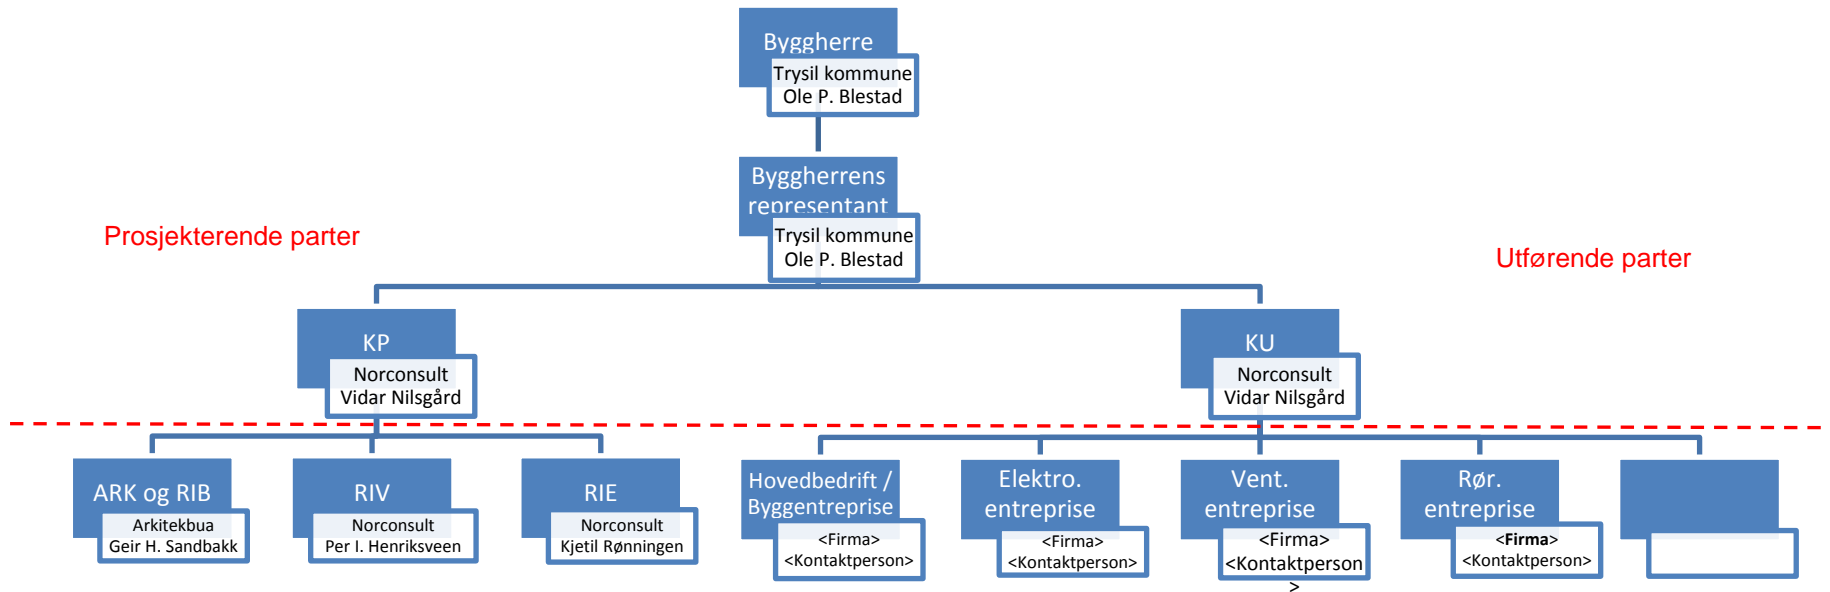 Byggherre
Trysil kommune
Ole P. Blestad
Byggherrens
representant
Trysil kommune
Ole P. Blestad
Prosjekterende parter
Utførende parter
KP
Norconsult
Vidar Nilsgård
KU
Norconsult
Vidar Nilsgård
ARK og RIB
Arkitekbua
Geir H. Sandbakk
RIV
Norconsult
Per I. Henriksveen
RIE
Norconsult
Kjetil Rønningen
Hovedbedrift /
Byggentreprise
<Firma>
<Kontaktperson>
Elektro.
entreprise
<Firma>
<Kontaktperson>
Vent.
entreprise
<Firma>
<Kontaktperson
>
Rør.
entreprise
<Firma>
<Kontaktperson>